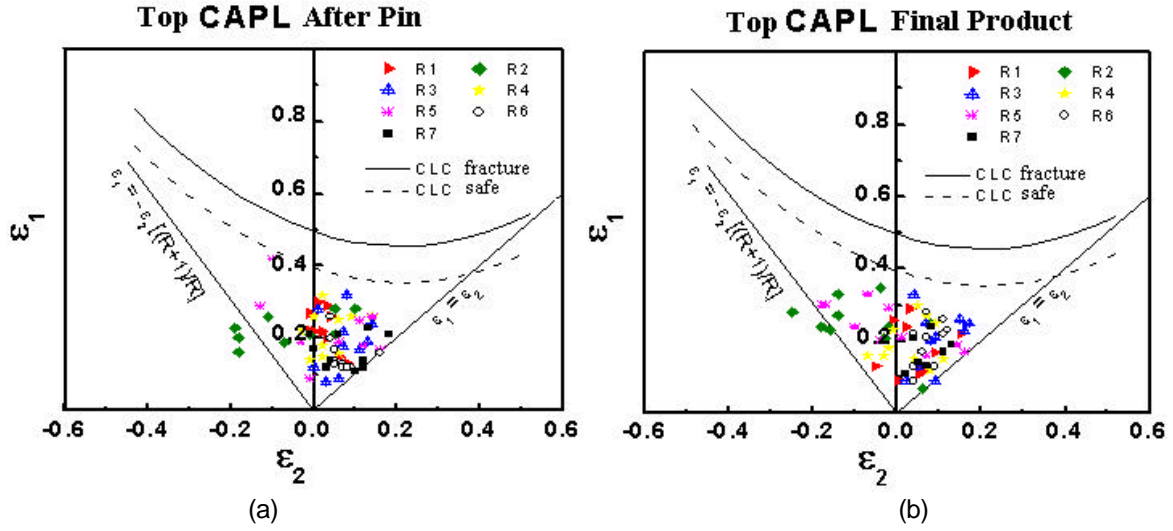 Top CAPL After Pin
0.8
0.6
0.4
0.2
ε1
R1 R2
R3 R4
R5 R6
R7
CLC fracture
CLC safe
ε1 = -ε2 [(R+1)/R]
ε1 = ε2
-0.6 -0.4 -0.2 0.0 0.2 0.4 0.6
ε2
(a)
Top CAPL Final Product
0.8
0.6
0.4
0.2
ε1
R1 R2
R3 R4
R5 R6
R7
CLC fracture
CLC safe
ε1 = -ε2 [(R+1)/R]
ε1 = ε2
-0.6 -0.4 -0.2 0.0 0.2 0.4 0.6
ε2
(b)